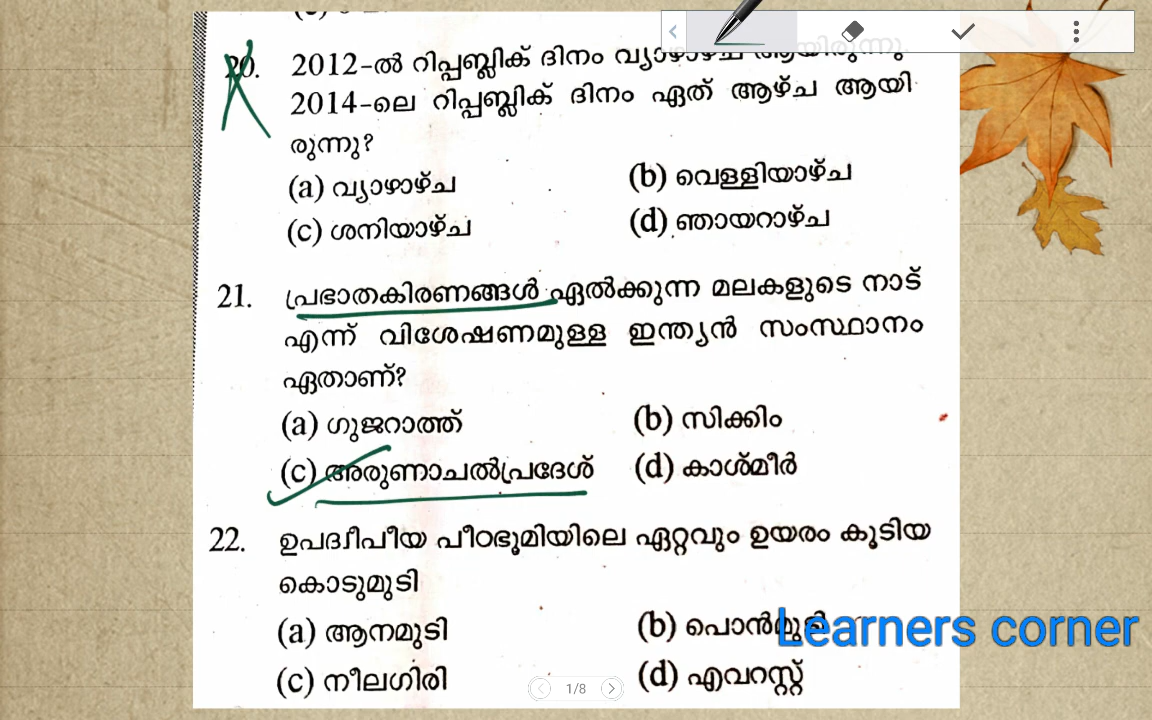 20. 2012-ൽ റിപ്പബ്ലിക് ദിനം വ്യാഴാഴ്ച ആയിരുന്നു.
2014-ലെ റിപ്പബ്ലിക് ദിനം ഏത് ആഴ്ച ആയി
രുന്നു?
(a) വ്യാഴാഴ്ച (b) വെള്ളിയാഴ്ച
(c) ശനിയാഴ്ച (d) ഞായറാഴ്ച
21. പ്രഭാതകിരണങ്ങൾ ഏൽക്കുന്ന മലകളുടെ നാട്
എന്ന് വിശേഷണമുള്ള ഇന്ത്യൻ സംസ്ഥാനം
ഏതാണ്?
(a) ഗുജറാത്ത് (b) സിക്കിം
(c) അരുണാചൽപ്രദേശ് (d) കാശ്മീർ
22. ഉപദ്വീപീയ പീഠഭൂമിയിലെ ഏറ്റവും ഉയരം കൂടിയ
കൊടുമുടി
(a) ആനമുടി (b) പൊൻമുടി
Learners corner
(c) നീലഗിരി (d) എവറസ്റ്റ്
1/8